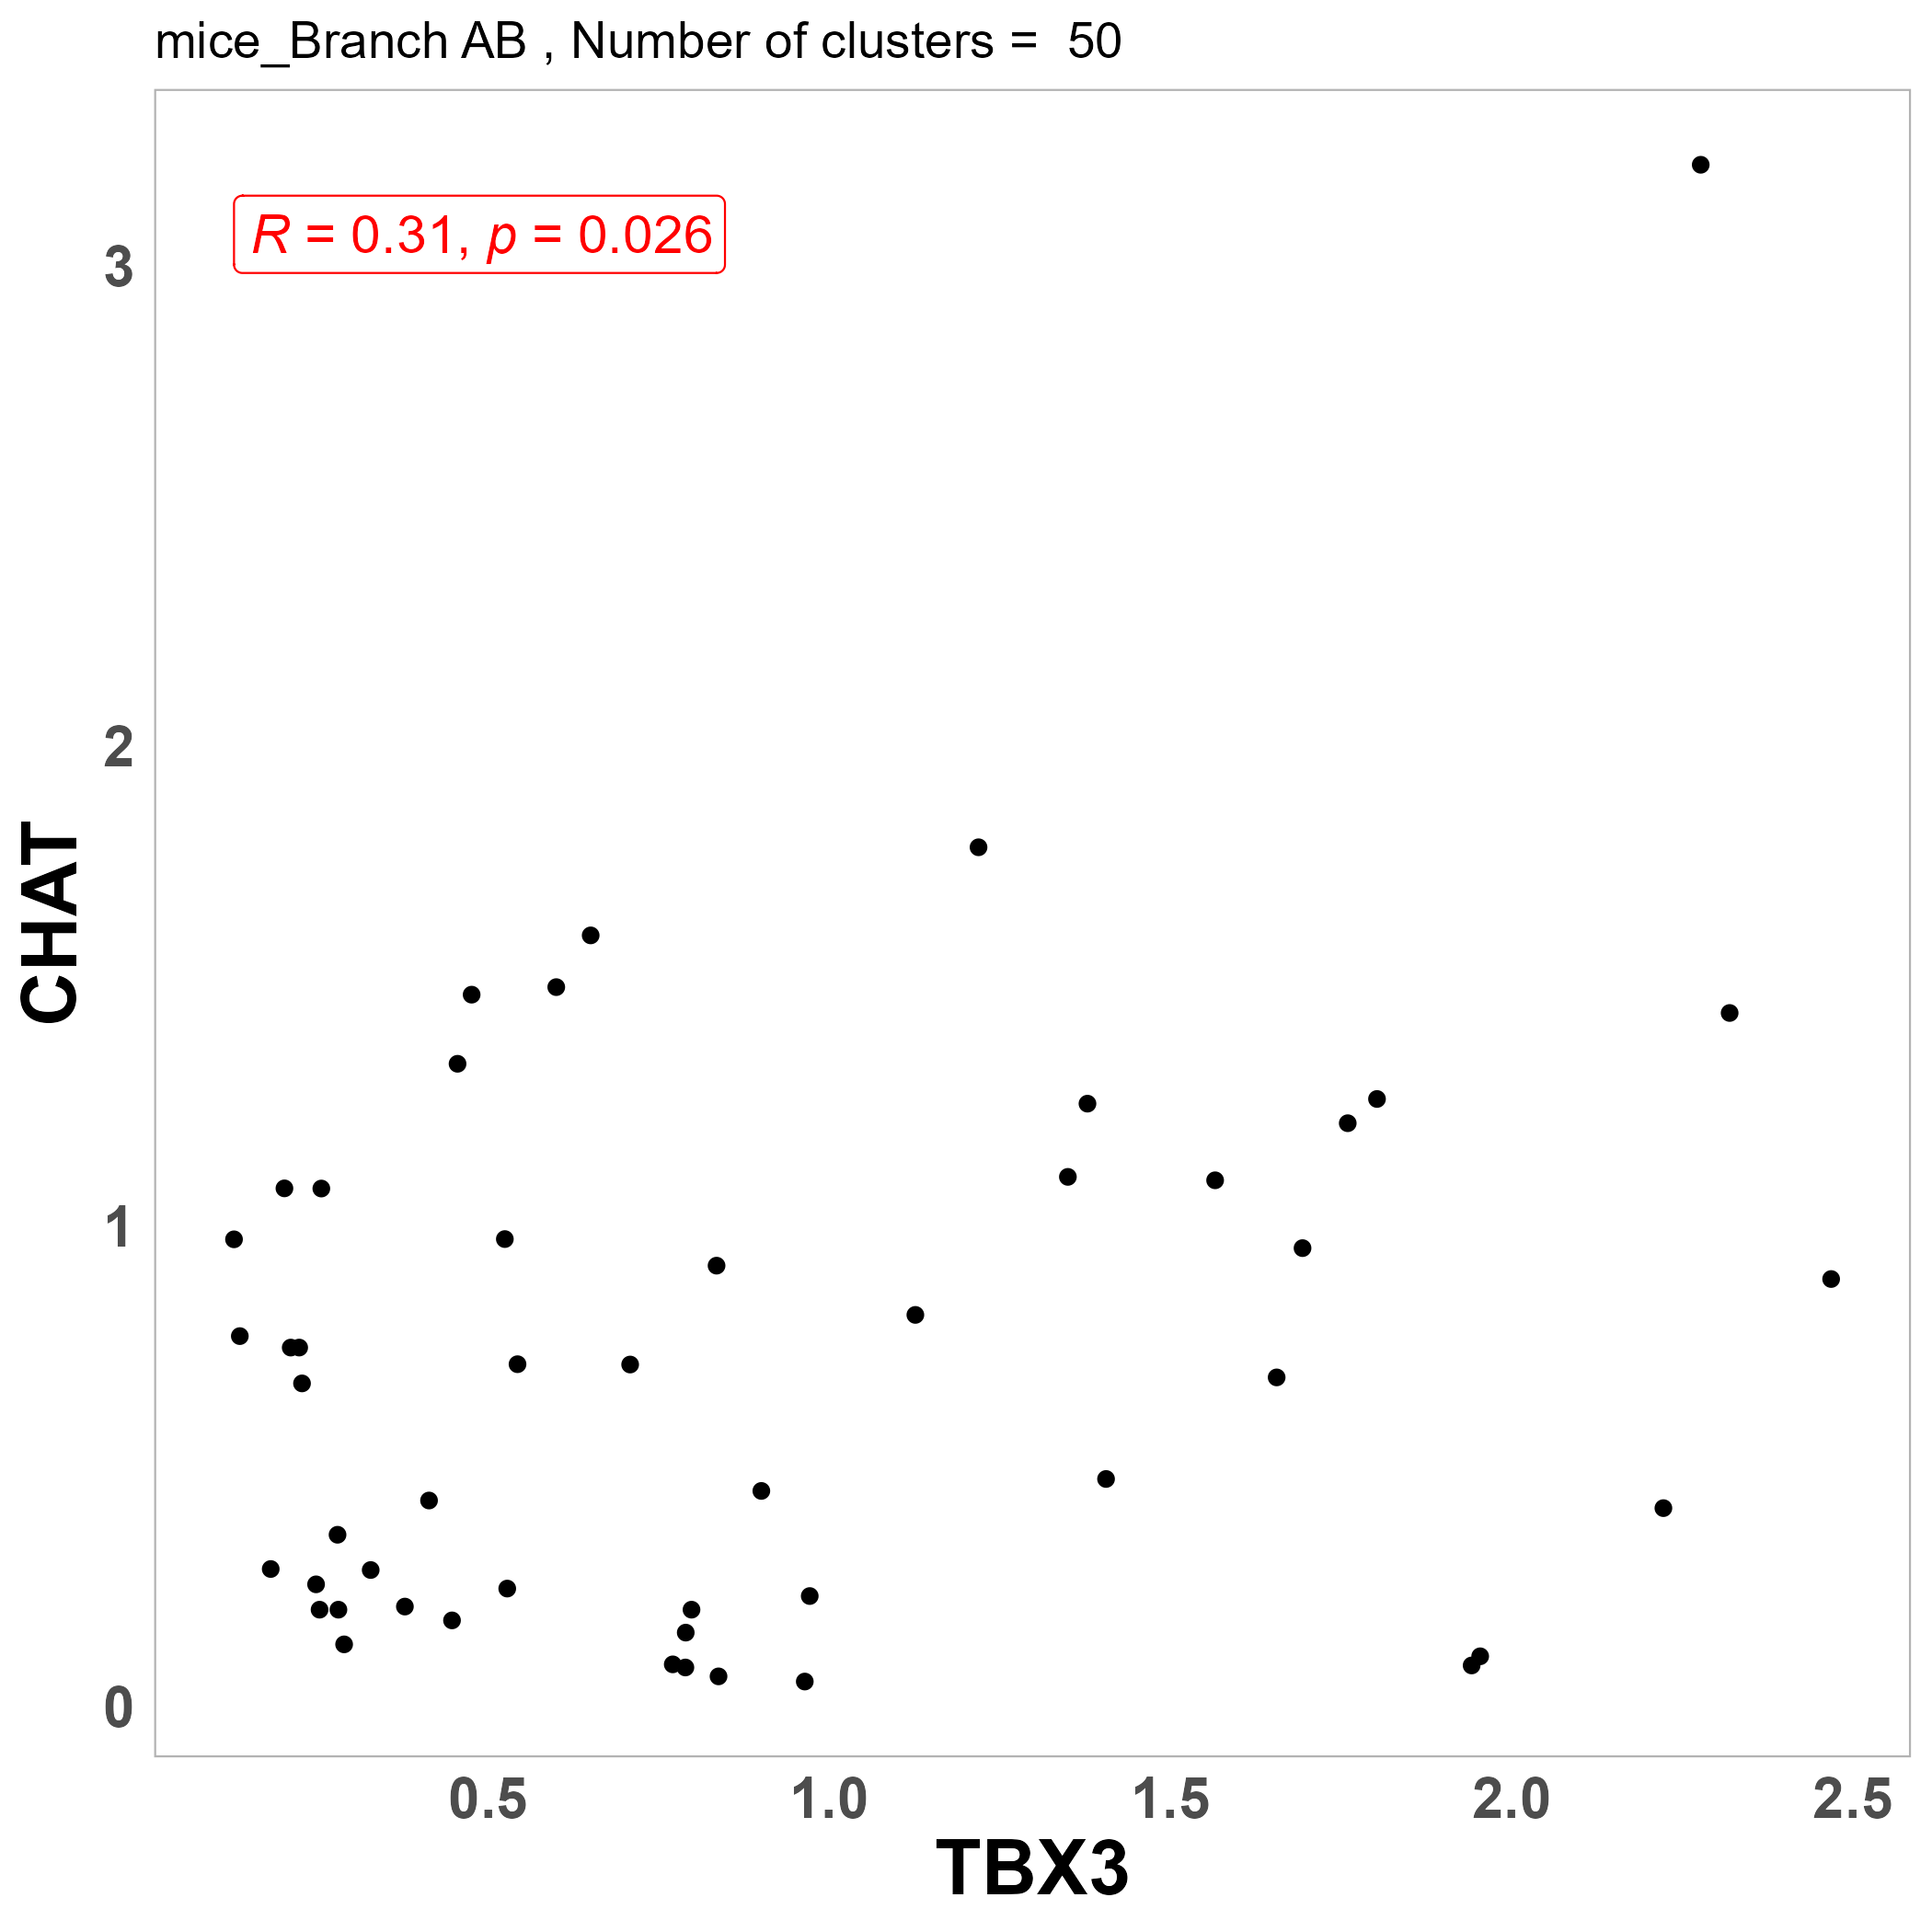 mice_Branch AB , Number of clusters =  50
R = 0.31, p = 0.026
3
2
1
0
CHAT
0.5 1.0 1.5 2.0 2.5
TBX3